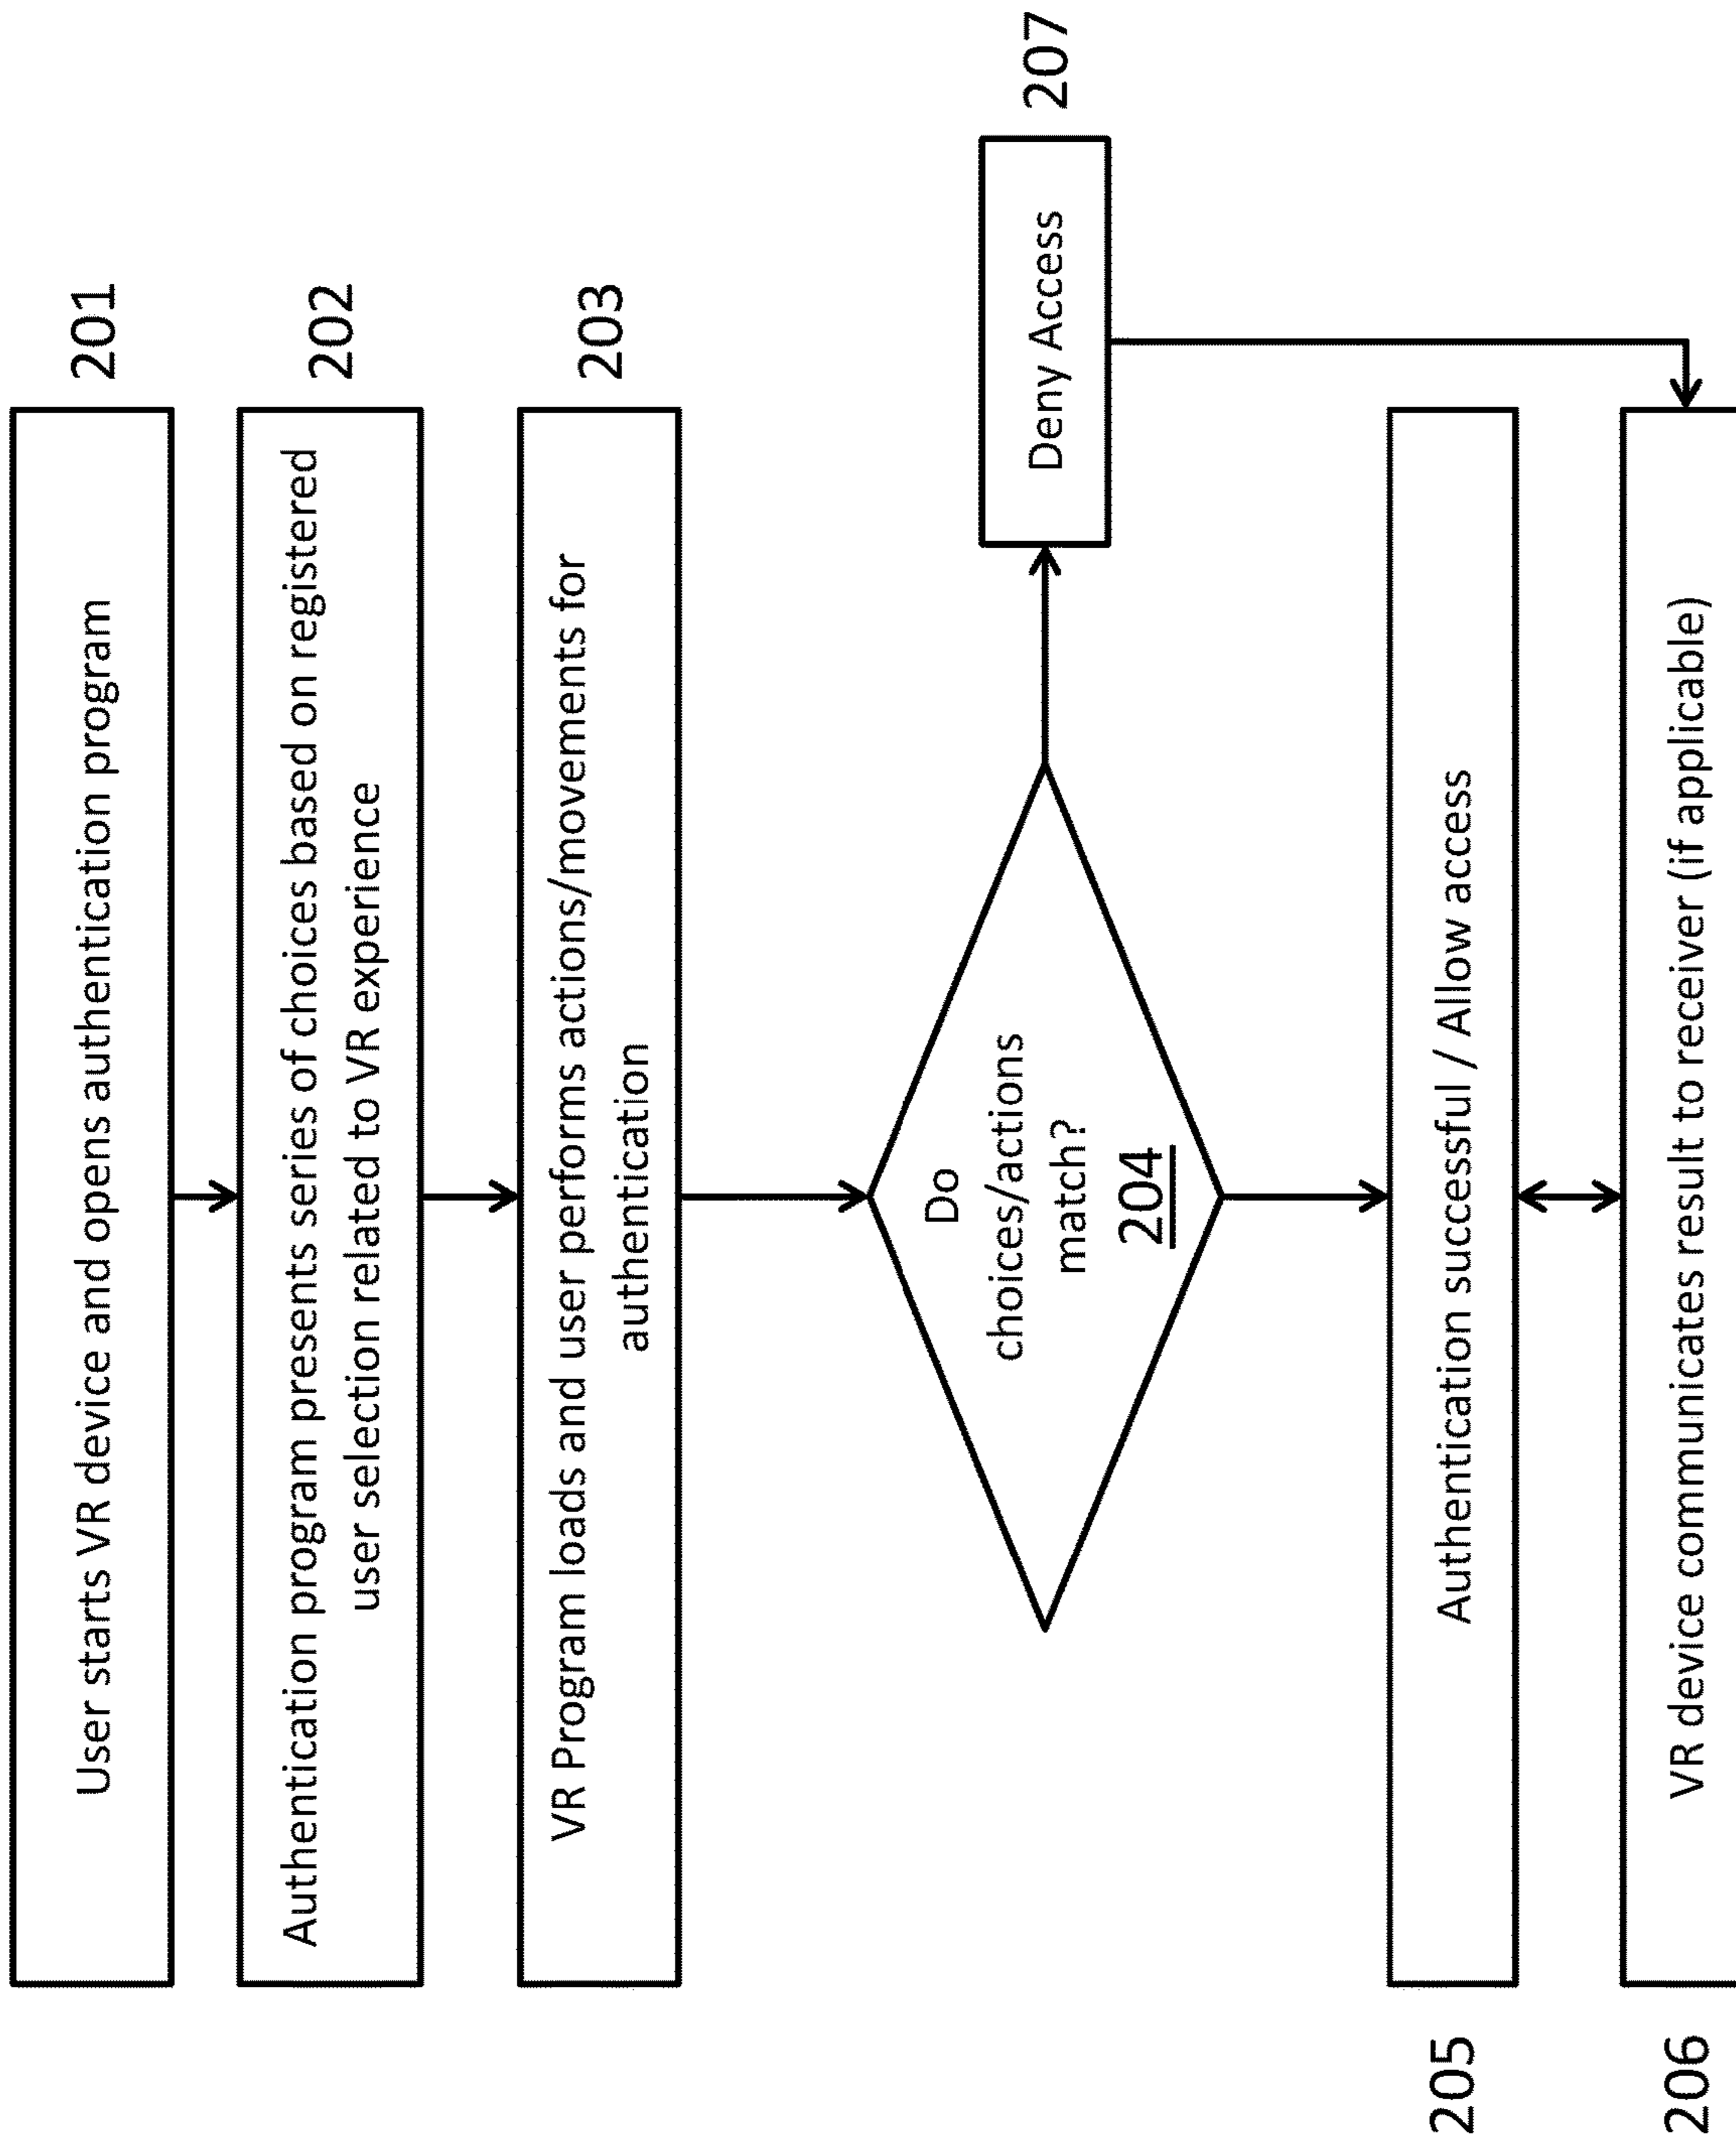 User starts VR device and opens authentication program
201
Authentication program presents series of choices based on registered
user selection related to VR experience
202
VR Program loads and user performs actions/movements for
authentication
203
Do
choices/actions
match?
204
Deny Access
207
205
Authentication successful / Allow access
206
VR device communicates result to receiver (if applicable)